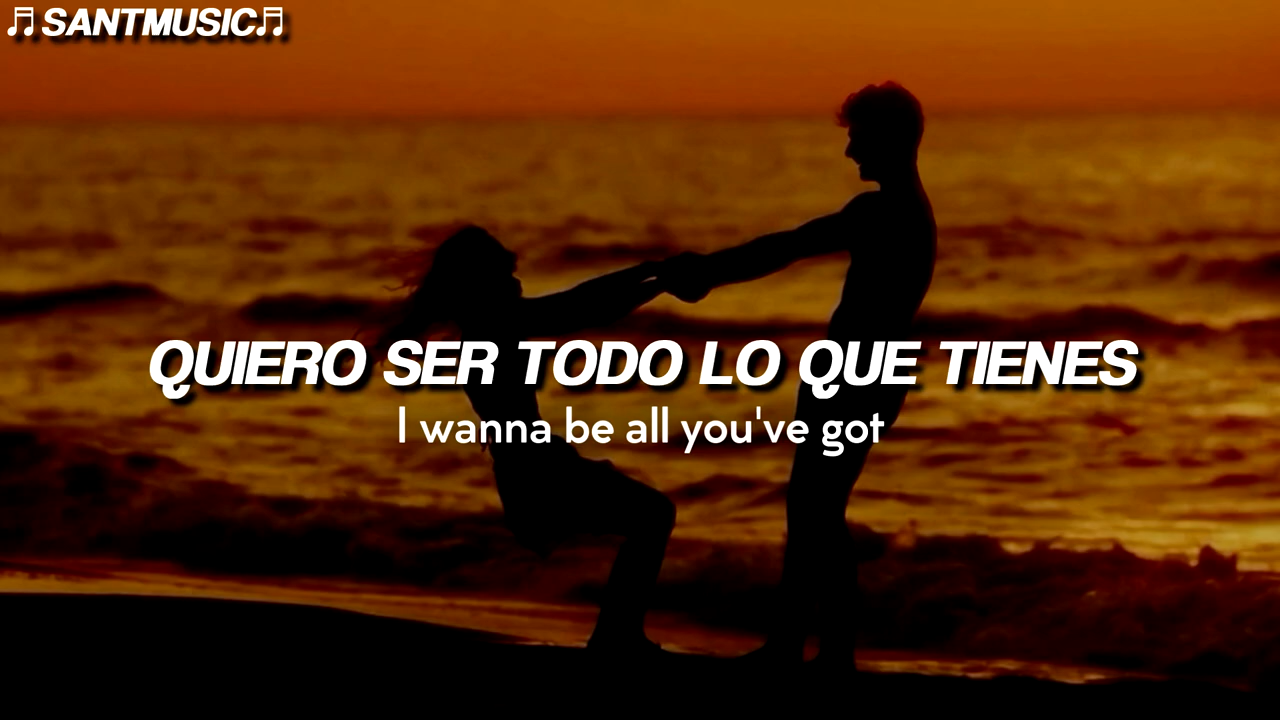 🎵SANTMUSIC🎵
QUIERO SER TODO LO QUE TIENES
I wanna be all you've got